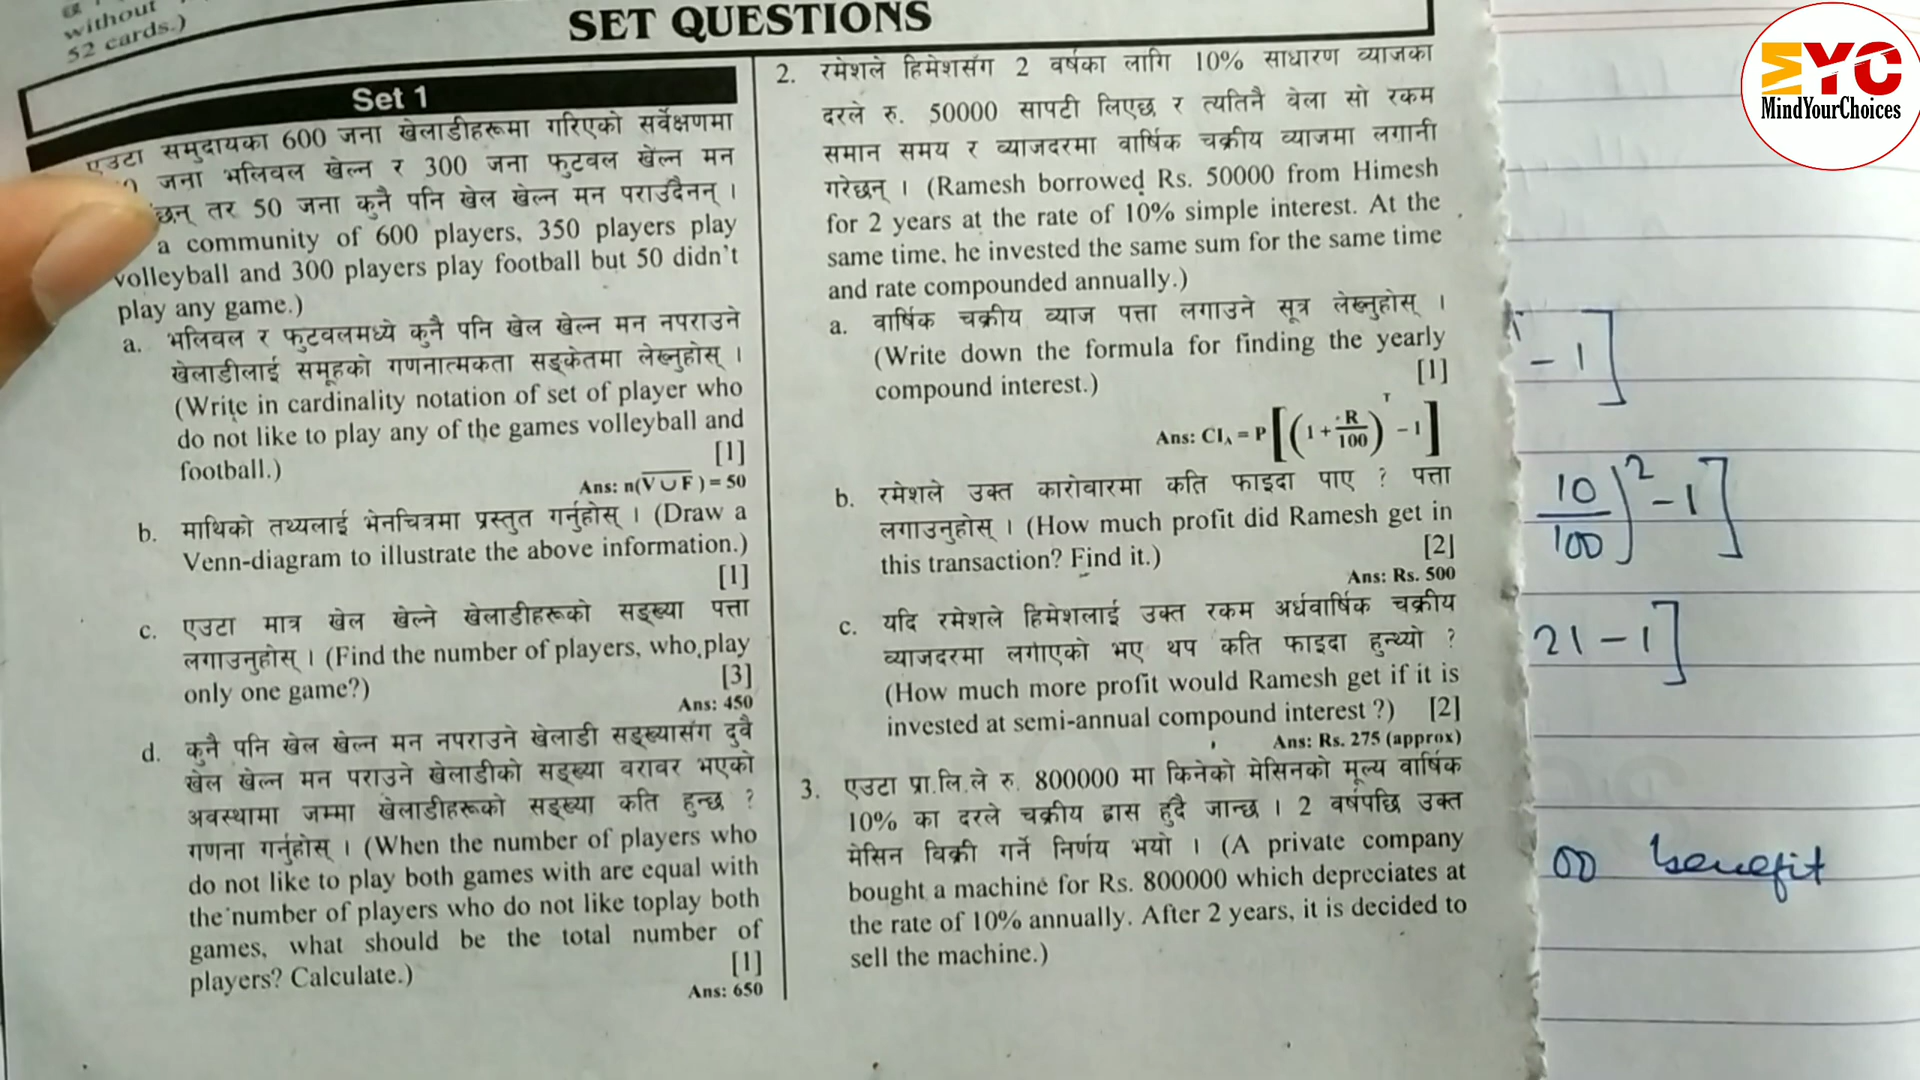 without
52 cards.)
SET QUESTIONS
Set 1
एउटा समुदायका 600 जना खेलाडीहरूमा गरिएको सर्वेक्षणमा
जना भलिवल खेल्न र 300 जना फुटवल खेल्न मन
छन् तर 50 जना कुनै पनि खेल खेल्न मन पराउदैनन् ।
a community of 600 players, 350 players play
volleyball and 300 players play football but 50 didn't
play any game.)
a. भलिवल र फुटवलमध्ये कुनै पनि खेल खेल्न मन नपराउने
खेलाडीलाई समूहको गणनात्मकता सङ्केतमा लेख्नुहोस् ।
(Write in cardinality notation of set of player who
do not like to play any of the games volleyball and
football.) [1]
Ans: n(V̅ ̅∪̅ ̅F̅) = 50
b. माथिको तथ्यलाई भेनचित्रमा प्रस्तुत गर्नुहोस् । (Draw a
Venn-diagram to illustrate the above information.)
[1]
c. एउटा मात्र खेल खेल्ने खेलाडीहरूको सङ्ख्या पत्ता
लगाउनुहोस् । (Find the number of players, who play
only one game?) [3]
Ans: 450
d. कुनै पनि खेल खेल्न मन नपराउने खेलाडी सङ्ख्यासंग दुवै
खेल खेल्न मन पराउने खेलाडीको सङ्ख्या वरावर भएको
अवस्थामा जम्मा खेलाडीहरूको सङ्ख्या कति हुन्छ ?
गणना गर्नुहोस् । (When the number of players who
do not like to play both games with are equal with
the number of players who do not like toplay both
games, what should be the total number of
players? Calculate.) [1]
Ans: 650
2. रमेशले हिमेशसँग 2 वर्षका लागि 10% साधारण व्याजका
दरले रु. 50000 सापटी लिएछ र त्यतिनै वेला सो रकम
समान समय र व्याजदरमा वार्षिक चक्रीय व्याजमा लगानी
गरेछन् । (Ramesh borrowed Rs. 50000 from Himesh
for 2 years at the rate of 10% simple interest. At the
same time, he invested the same sum for the same time
and rate compounded annually.)
a. वार्षिक चक्रीय व्याज पत्ता लगाउने सूत्र लेख्नुहोस् ।
(Write down the formula for finding the yearly
compound interest.) [1]
Ans: CI_A = P [(1 + R/100)^T - 1]
b. रमेशले उक्त कारोवारमा कति फाइदा पाए ? पत्ता
लगाउनुहोस् । (How much profit did Ramesh get in
this transaction? Find it.) [2]
Ans: Rs. 500
c. यदि रमेशले हिमेशलाई उक्त रकम अर्धवार्षिक चक्रीय
व्याजदरमा लगाएको भए थप कति फाइदा हुन्थ्यो ?
(How much more profit would Ramesh get if it is
invested at semi-annual compound interest ?) [2]
Ans: Rs. 275 (approx)
3. एउटा प्रा.लि.ले रु. 800000 मा किनेको मेसिनको मूल्य वार्षिक
10% का दरले चक्रीय ह्रास हुँदै जान्छ । 2 वर्षपछि उक्त
मेसिन विक्री गर्ने निर्णय भयो । (A private company
bought a machine for Rs. 800000 which depreciates at
the rate of 10% annually. After 2 years, it is decided to
sell the machine.)
MYC
MindYourChoices
- 1]
10/100)^2 - 1]
21 - 1]
00 benefit